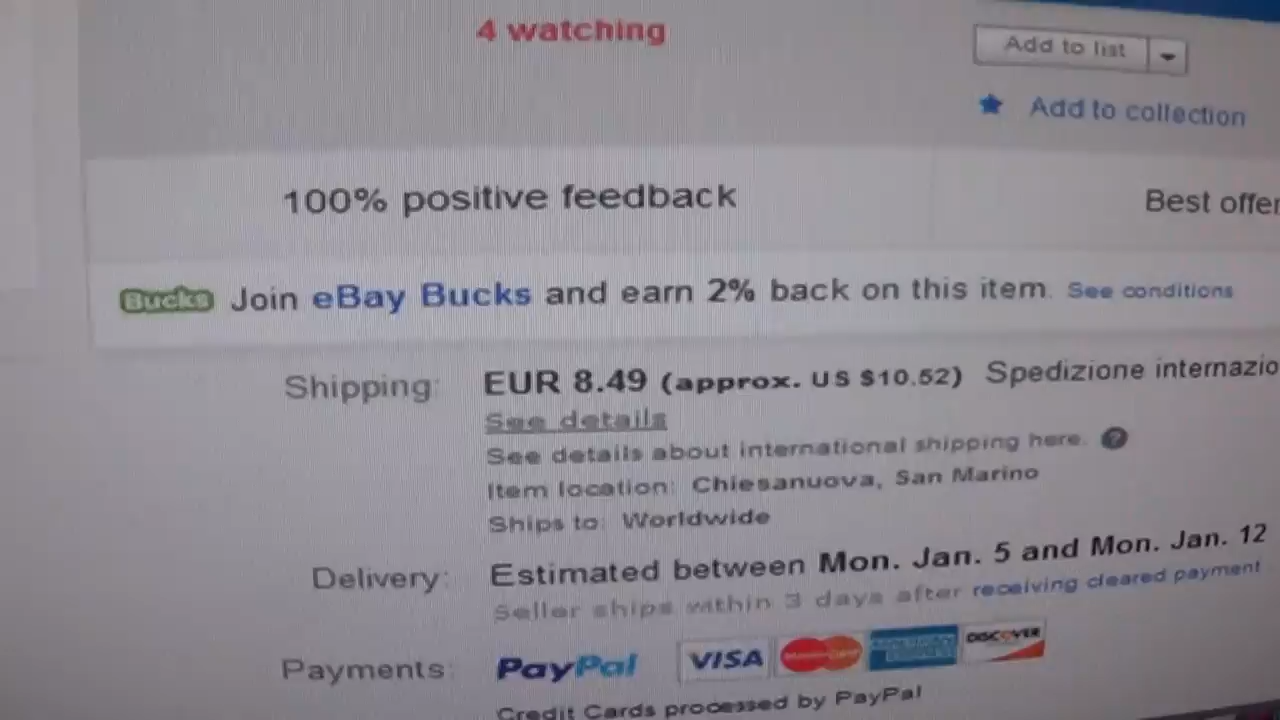 4 watching
Add to list
Add to collection
100% positive feedback
Best offer
Bucks Join eBay Bucks and earn 2% back on this item. See conditions
Shipping: EUR 8.49 (approx. US $10.52) Spedizione internazio
See details
See details about international shipping here. ?
Item location: Chiesanuova, San Marino
Ships to: Worldwide
Delivery: Estimated between Mon. Jan. 5 and Mon. Jan. 12
Seller ships within 3 days after receiving cleared payment
Payments: PayPal VISA MasterCard AMERICAN EXPRESS DISCOVER
Credit Cards processed by PayPal